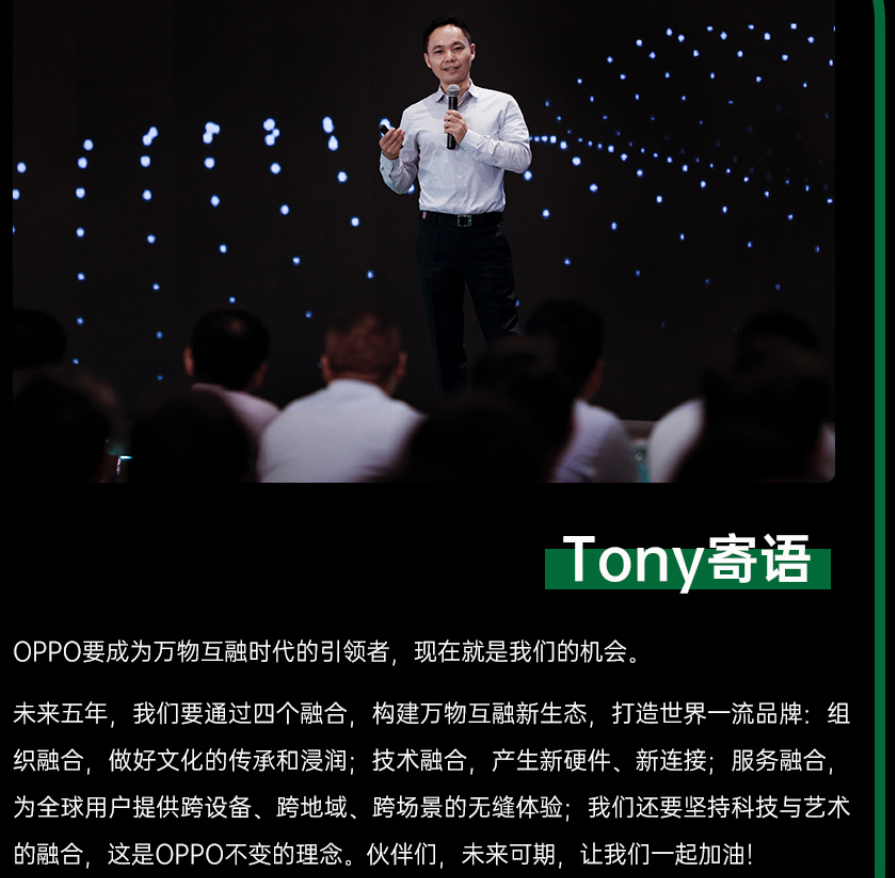 Tony寄语
OPPO要成为万物互融时代的引领者，现在就是我们的机会。
未来五年，我们要通过四个融合，构建万物互融新生态，打造世界一流品牌：组
织融合，做好文化的传承和浸润；技术融合，产生新硬件、新连接；服务融合，
为全球用户提供跨设备、跨地域、跨场景的无缝体验；我们还要坚持科技与艺术
的融合，这是OPPO不变的理念。伙伴们，未来可期，让我们一起加油！